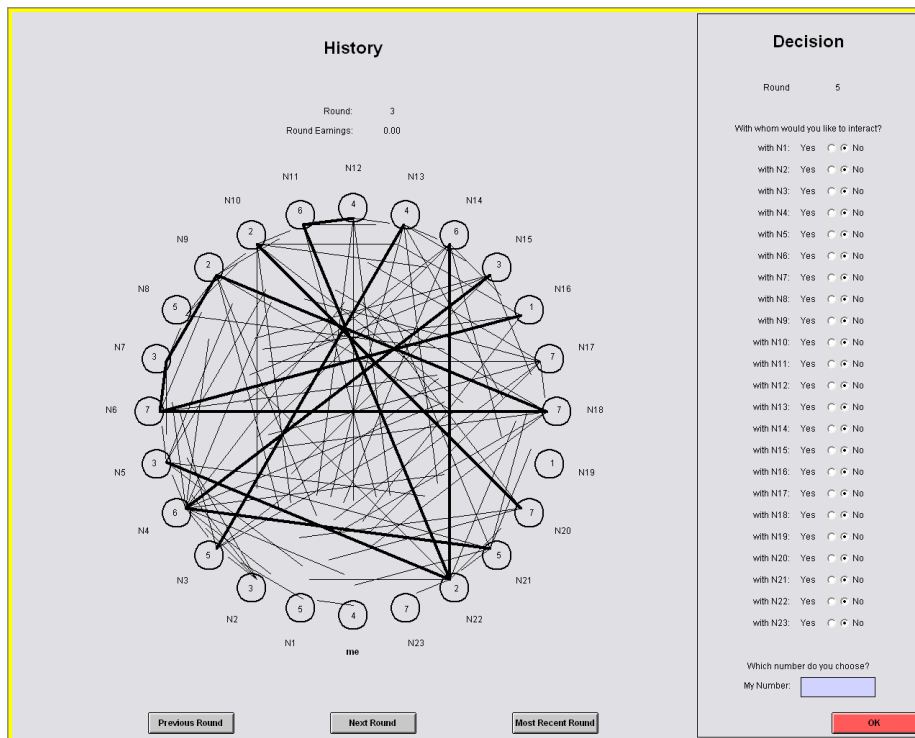 History
Round: 3
Round Earnings: 0.00
N12
N11
N13
N10
N14
N9
N15
N8
N16
N7
N17
N6
N18
N5
N19
N4
N20
N3
N21
N2
N22
N1
N23
me
4
6
4
2
6
2
3
5
1
3
7
7
7
3
1
6
7
5
5
3
2
5
7
4
Previous Round
Next Round
Most Recent Round
Decision
Round 5
With whom would you like to interact?
with N1: Yes No
with N2: Yes No
with N3: Yes No
with N4: Yes No
with N5: Yes No
with N6: Yes No
with N7: Yes No
with N8: Yes No
with N9: Yes No
with N10: Yes No
with N11: Yes No
with N12: Yes No
with N13: Yes No
with N14: Yes No
with N15: Yes No
with N16: Yes No
with N17: Yes No
with N18: Yes No
with N19: Yes No
with N20: Yes No
with N21: Yes No
with N22: Yes No
with N23: Yes No
Which number do you choose?
My Number:
OK